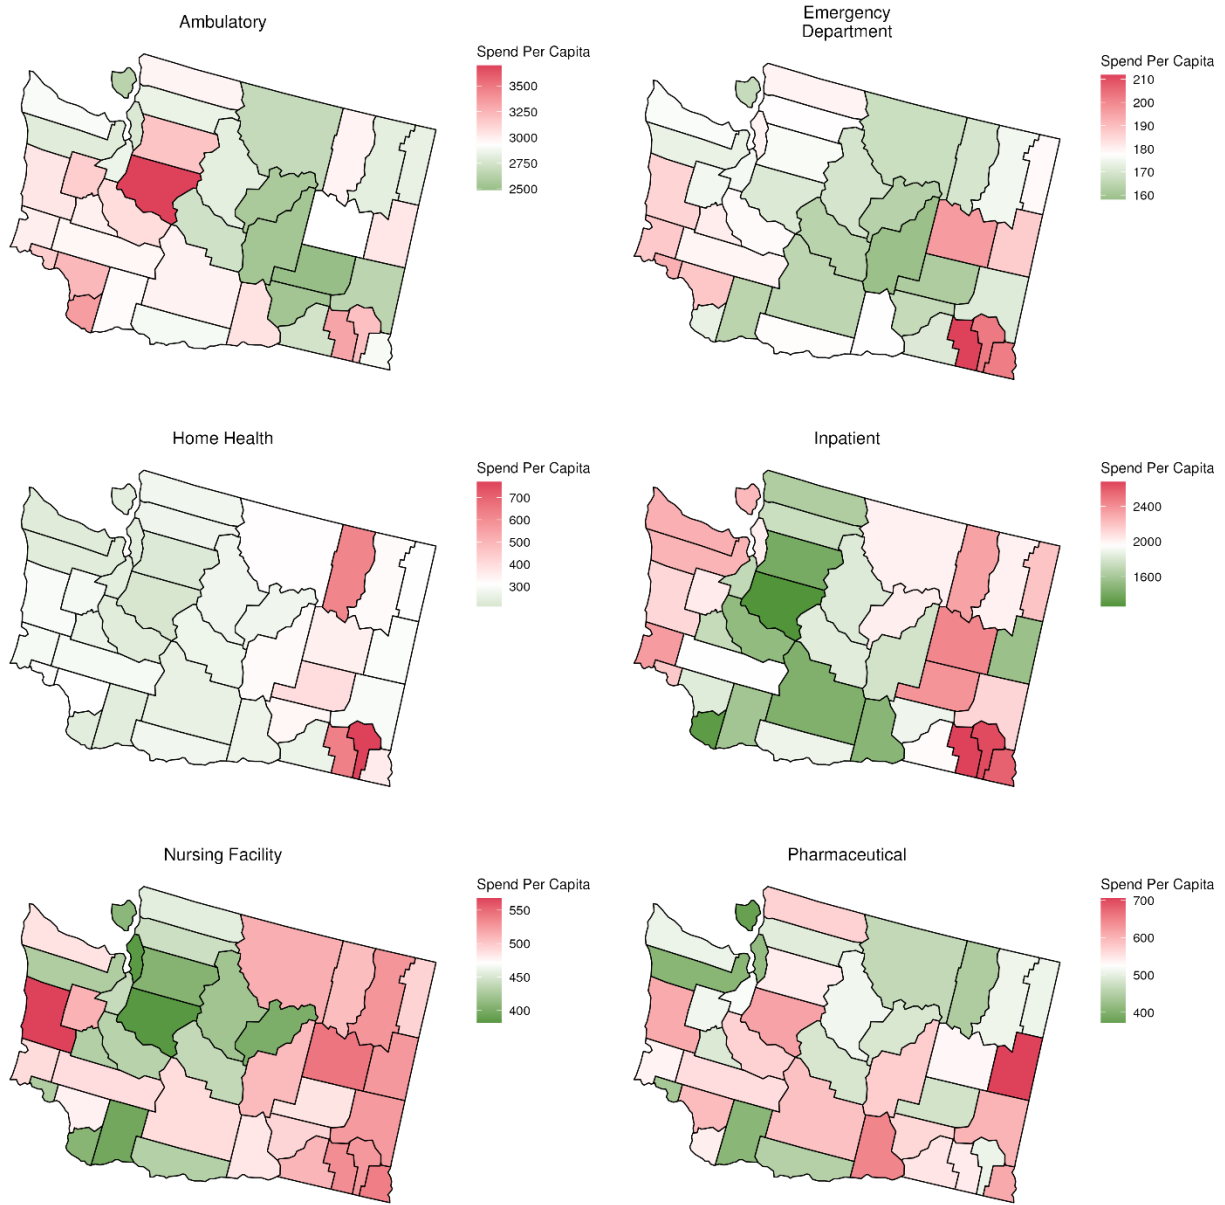 Ambulatory
Spend Per Capita
3500
3250
3000
2750
2500
Emergency
Department
Spend Per Capita
210
200
190
180
170
160
Home Health
Spend Per Capita
700
600
500
400
300
Inpatient
Spend Per Capita
2400
2000
1600
Nursing Facility
Spend Per Capita
550
500
450
400
Pharmaceutical
Spend Per Capita
700
600
500
400